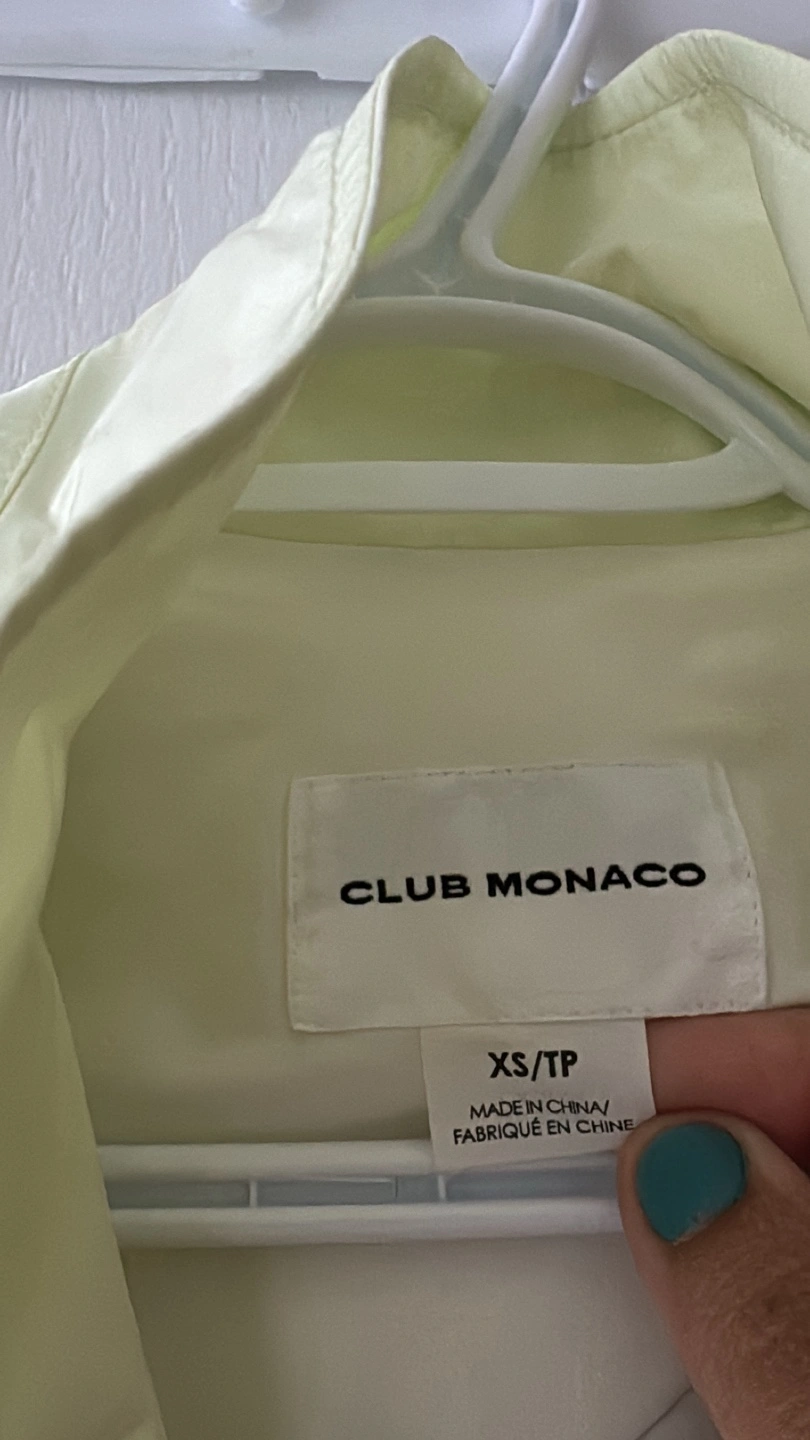 CLUB MONACO
XS/TP
MADE IN CHINA/
FABRIQUÉ EN CHINE